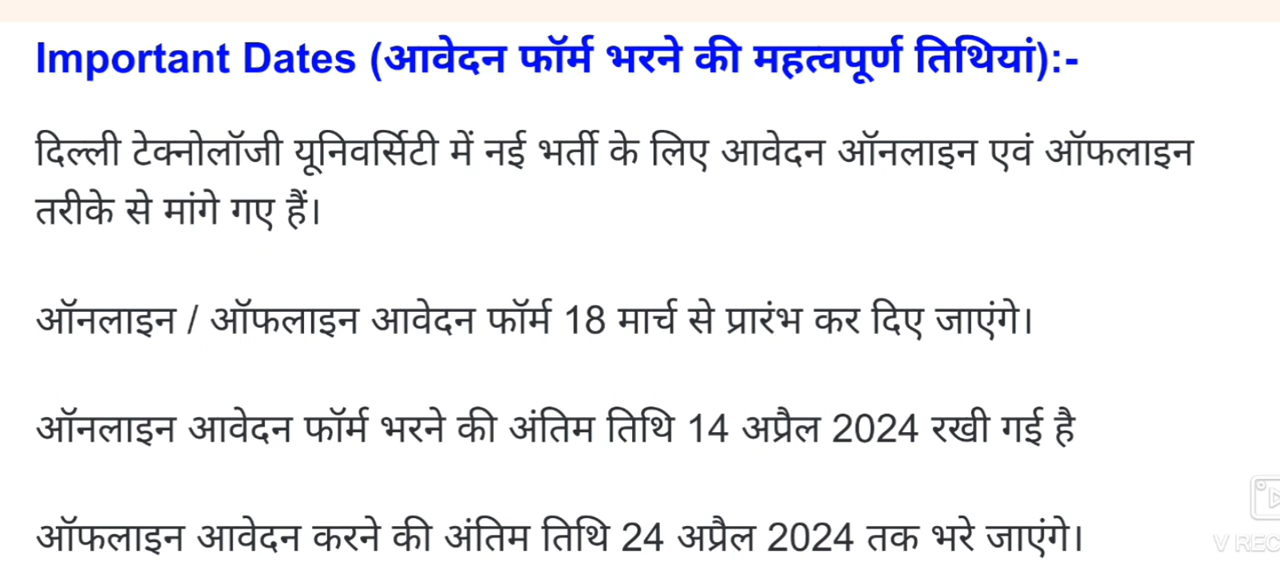 Important Dates (आवेदन फॉर्म भरने की महत्वपूर्ण तिथियां):-
दिल्ली टेक्नोलॉजी यूनिवर्सिटी में नई भर्ती के लिए आवेदन ऑनलाइन एवं ऑफलाइन
तरीके से मांगे गए हैं।
ऑनलाइन / ऑफलाइन आवेदन फॉर्म 18 मार्च से प्रारंभ कर दिए जाएंगे।
ऑनलाइन आवेदन फॉर्म भरने की अंतिम तिथि 14 अप्रैल 2024 रखी गई है
ऑफलाइन आवेदन करने की अंतिम तिथि 24 अप्रैल 2024 तक भरे जाएंगे।
V REC